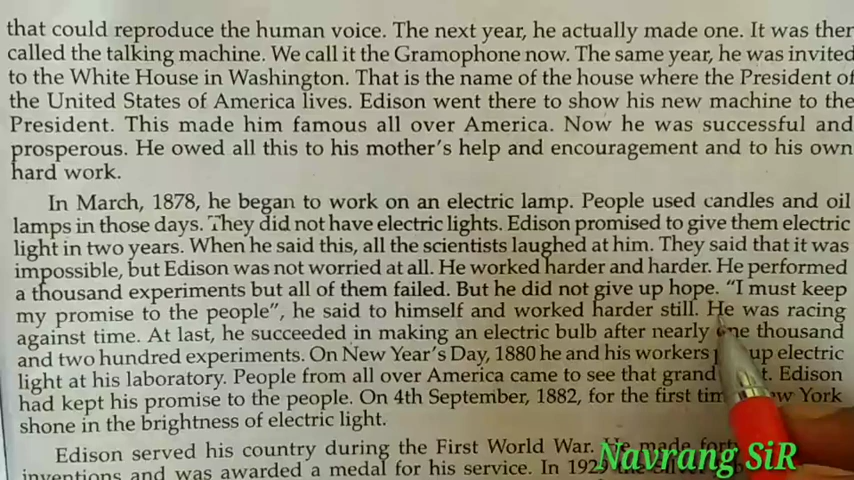 that could reproduce the human voice. The next year, he actually made one. It was then
called the talking machine. We call it the Gramophone now. The same year, he was invited
to the White House in Washington. That is the name of the house where the President of
the United States of America lives. Edison went there to show his new machine to the
President. This made him famous all over America. Now he was successful and
prosperous. He owed all this to his mother's help and encouragement and to his own
hard work.
In March, 1878, he began to work on an electric lamp. People used candles and oil
lamps in those days. They did not have electric lights. Edison promised to give them electric
light in two years. When he said this, all the scientists laughed at him. They said that it was
impossible, but Edison was not worried at all. He worked harder and harder. He performed
a thousand experiments but all of them failed. But he did not give up hope. "I must keep
my promise to the people", he said to himself and worked harder still. He was racing
against time. At last, he succeeded in making an electric bulb after nearly one thousand
and two hundred experiments. On New Year's Day, 1880 he and his workers up electric
light at his laboratory. People from all over America came to see that grand Edison
had kept his promise to the people. On 4th September, 1882, for the first York
shone in the brightness of electric light.
Edison served his country during the First World War. He made
inventions and was awarded a medal for his service. In
Navrang SiR